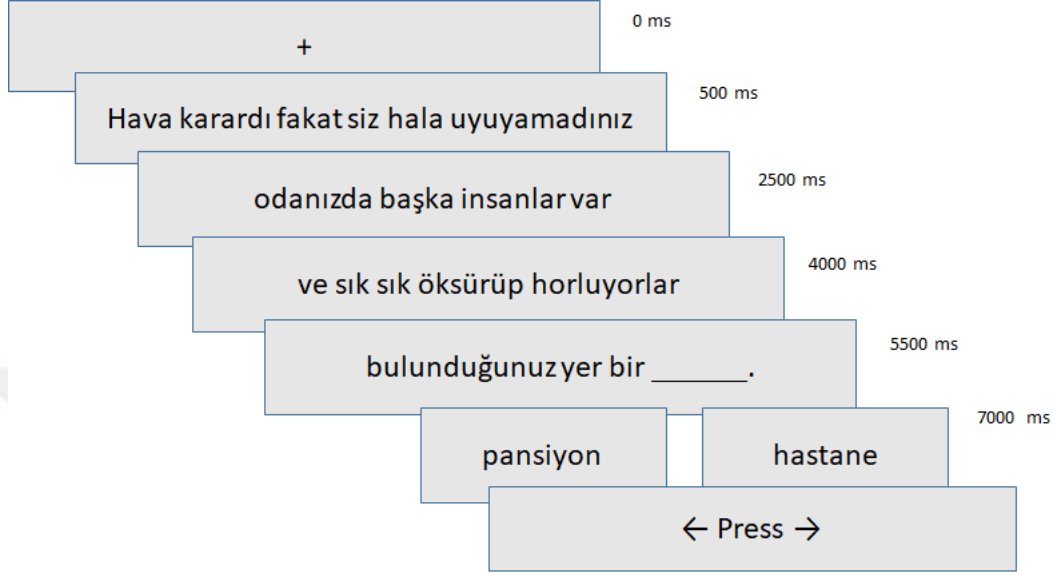 +
0 ms
Hava karardı fakat siz hala uyuyamadınız
500 ms
odanızda başka insanlar var
2500 ms
ve sık sık öksürüp horluyorlar
4000 ms
bulunduğunuz yer bir ______.
5500 ms
pansiyon
hastane
7000 ms
← Press →